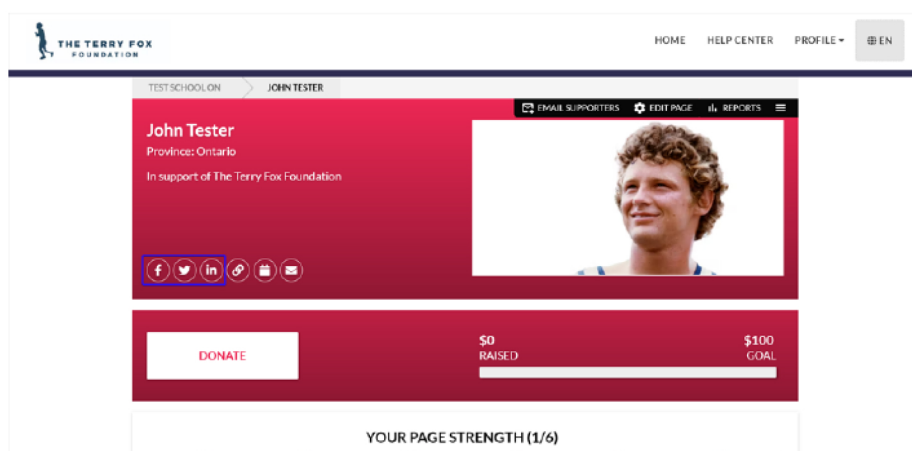 THE TERRY FOX
FOUNDATION
HOME HELP CENTER PROFILE EN
TEST SCHOOL ON JOHN TESTER
EMAIL SUPPORTERS EDIT PAGE REPORTS
John Tester
Province: Ontario
In support of The Terry Fox Foundation
f in
DONATE
$0 $100
RAISED GOAL
YOUR PAGE STRENGTH (1/6)